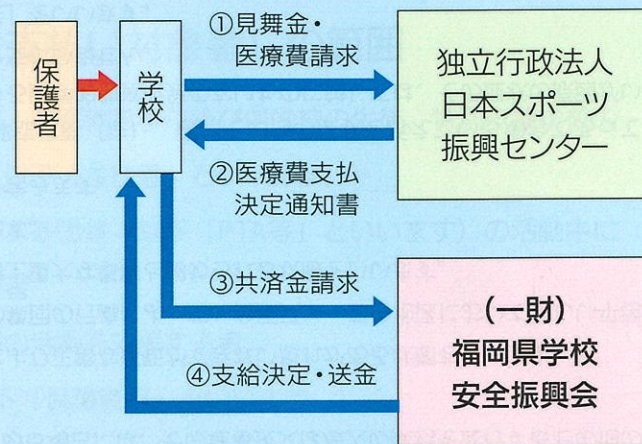 保護者
学校
①見舞金・
医療費請求
独立行政法人
日本スポーツ
振興センター
②医療費支払
決定通知書
③共済金請求
(一財)
福岡県学校
安全振興会
④支給決定・送金